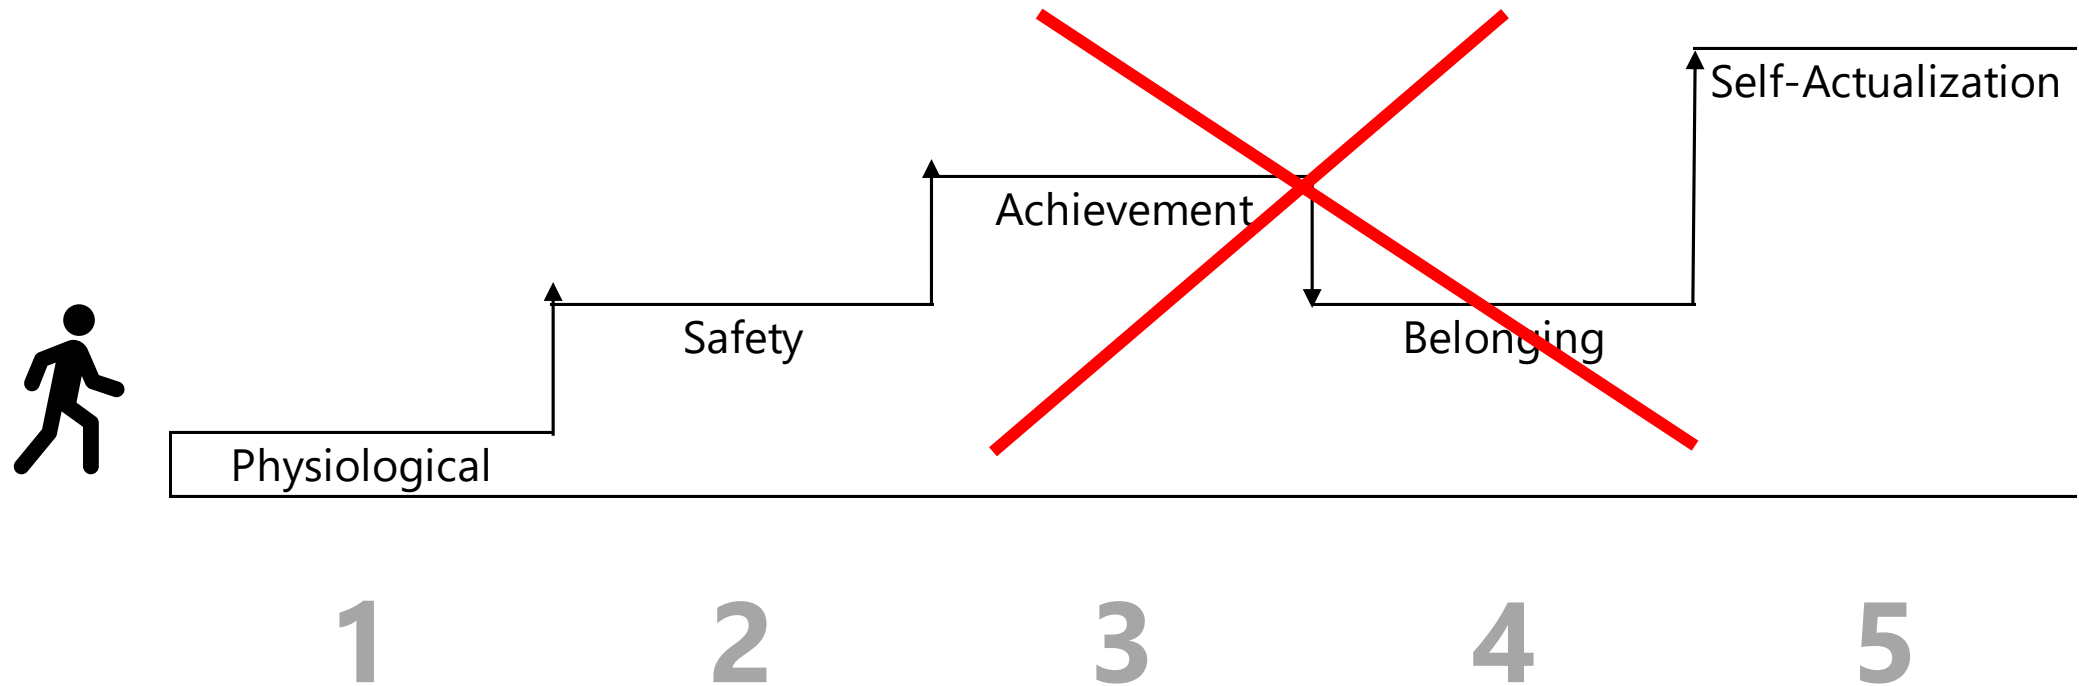 Self-Actualization
Achievement
Safety
Belonging
Physiological
1 2 3 4 5